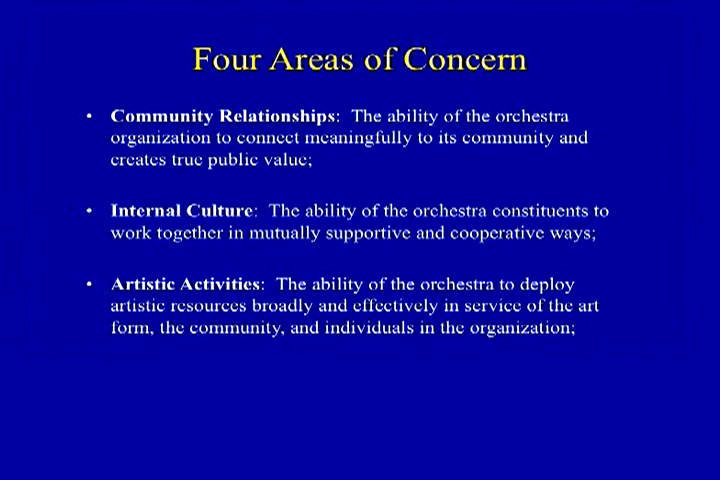 Four Areas of Concern
• Community Relationships: The ability of the orchestra
organization to connect meaningfully to its community and
creates true public value;
• Internal Culture: The ability of the orchestra constituents to
work together in mutually supportive and cooperative ways;
• Artistic Activities: The ability of the orchestra to deploy
artistic resources broadly and effectively in service of the art
form, the community, and individuals in the organization;